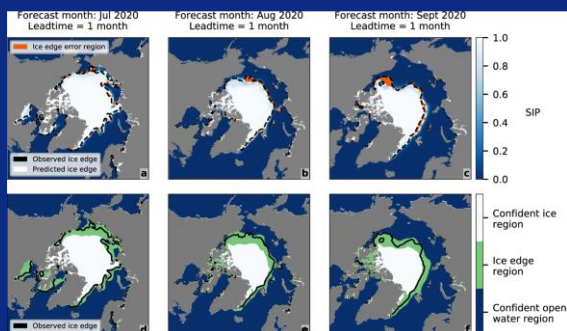 Forecast month: Jul 2020
Leadtime = 1 month
Forecast month: Aug 2020
Leadtime = 1 month
Forecast month: Sept 2020
Leadtime = 1 month
Ice edge error region
Observed ice edge
Predicted ice edge
a
b
c
1.0
0.8
0.6
0.4
0.2
0.0
SIP
Observed ice edge
d
e
f
Confident ice
region
Ice edge
region
Confident open
water region